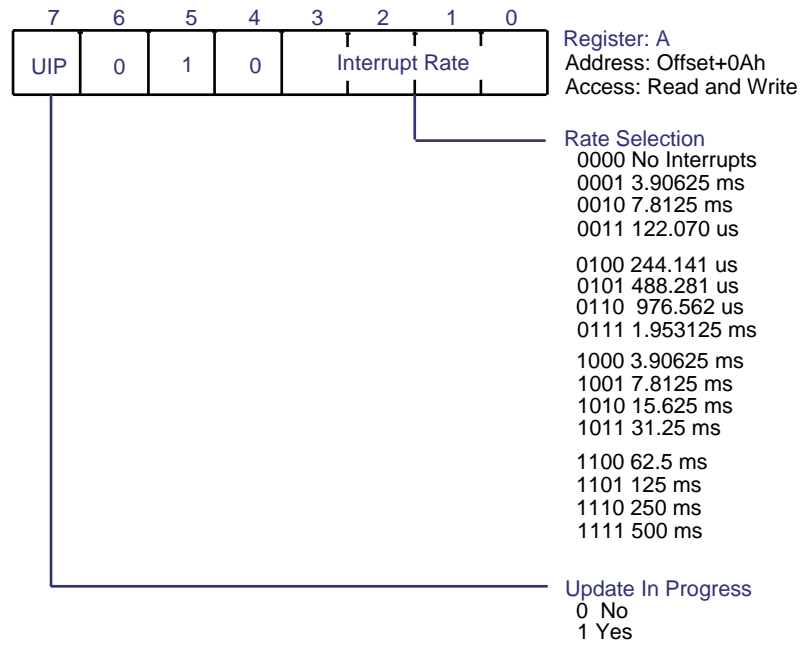 7 6 5 4 3 2 1 0
UIP 0 1 0 Interrupt Rate
Register: A
Address: Offset+0Ah
Access: Read and Write
Rate Selection
0000 No Interrupts
0001 3.90625 ms
0010 7.8125 ms
0011 122.070 us
0100 244.141 us
0101 488.281 us
0110 976.562 us
0111 1.953125 ms
1000 3.90625 ms
1001 7.8125 ms
1010 15.625 ms
1011 31.25 ms
1100 62.5 ms
1101 125 ms
1110 250 ms
1111 500 ms
Update In Progress
0 No
1 Yes